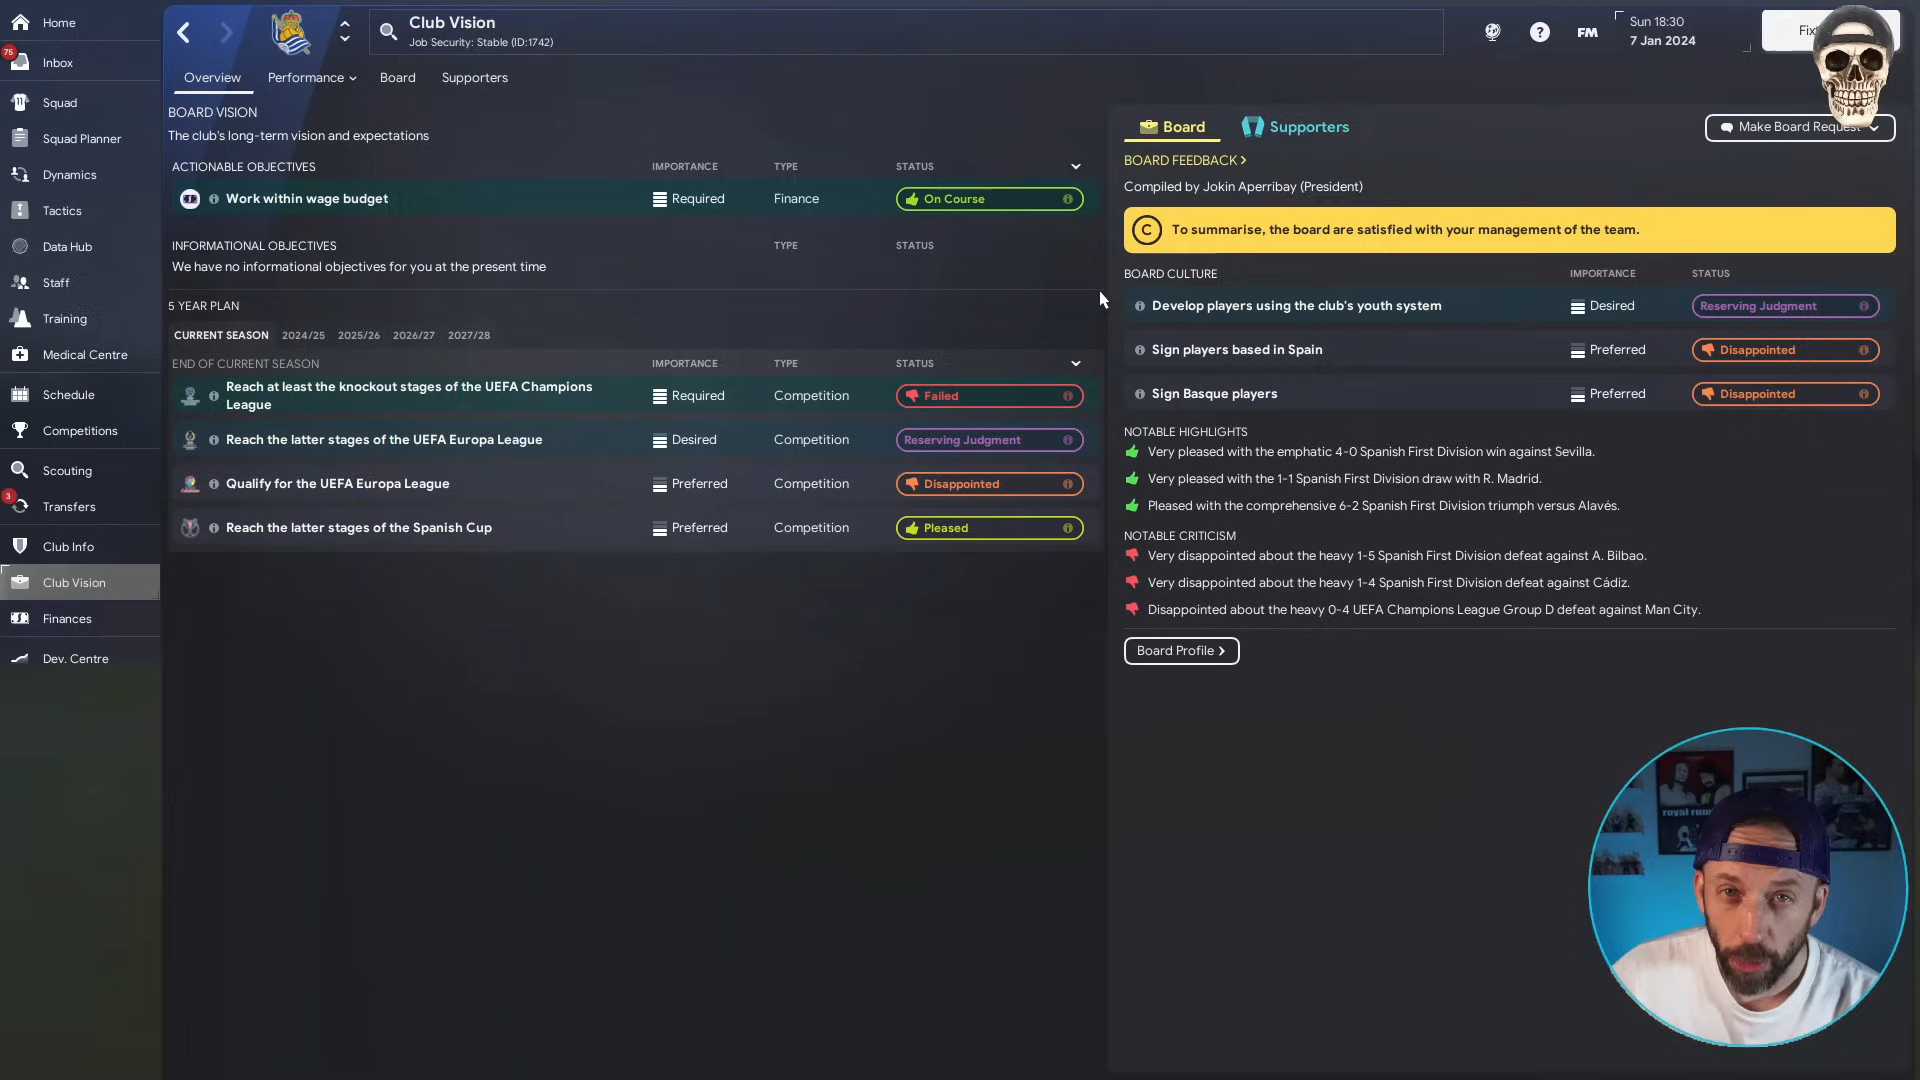 Home
75
Inbox
Squad
Squad Planner
Dynamics
Tactics
Data Hub
Staff
Training
Medical Centre
Schedule
Competitions
Scouting
3
Transfers
Club Info
Club Vision
Finances
Dev. Centre
Club Vision
Job Security: Stable (ID:1742)
?
FM
Sun 18:30
7 Jan 2024
Overview
Performance
Board
Supporters
BOARD VISION
The club's long-term vision and expectations
ACTIONABLE OBJECTIVES IMPORTANCE TYPE STATUS
Work within wage budget Required Finance On Course
INFORMATIONAL OBJECTIVES TYPE STATUS
We have no informational objectives for you at the present time
5 YEAR PLAN
CURRENT SEASON 2024/25 2025/26 2026/27 2027/28
END OF CURRENT SEASON IMPORTANCE TYPE STATUS
Reach at least the knockout stages of the UEFA Champions
League Required Competition Failed
Reach the latter stages of the UEFA Europa League Desired Competition Reserving Judgment
Qualify for the UEFA Europa League Preferred Competition Disappointed
Reach the latter stages of the Spanish Cup Preferred Competition Pleased
Board
Supporters
Make Board Request
BOARD FEEDBACK >
Compiled by Jokin Aperribay (President)
C To summarise, the board are satisfied with your management of the team.
BOARD CULTURE IMPORTANCE STATUS
Develop players using the club's youth system Desired Reserving Judgment
Sign players based in Spain Preferred Disappointed
Sign Basque players Preferred Disappointed
NOTABLE HIGHLIGHTS
Very pleased with the emphatic 4-0 Spanish First Division win against Sevilla.
Very pleased with the 1-1 Spanish First Division draw with R. Madrid.
Pleased with the comprehensive 6-2 Spanish First Division triumph versus Alavés.
NOTABLE CRITICISM
Very disappointed about the heavy 1-5 Spanish First Division defeat against A. Bilbao.
Very disappointed about the heavy 1-4 Spanish First Division defeat against Cádiz.
Disappointed about the heavy 0-4 UEFA Champions League Group D defeat against Man City.
Board Profile >